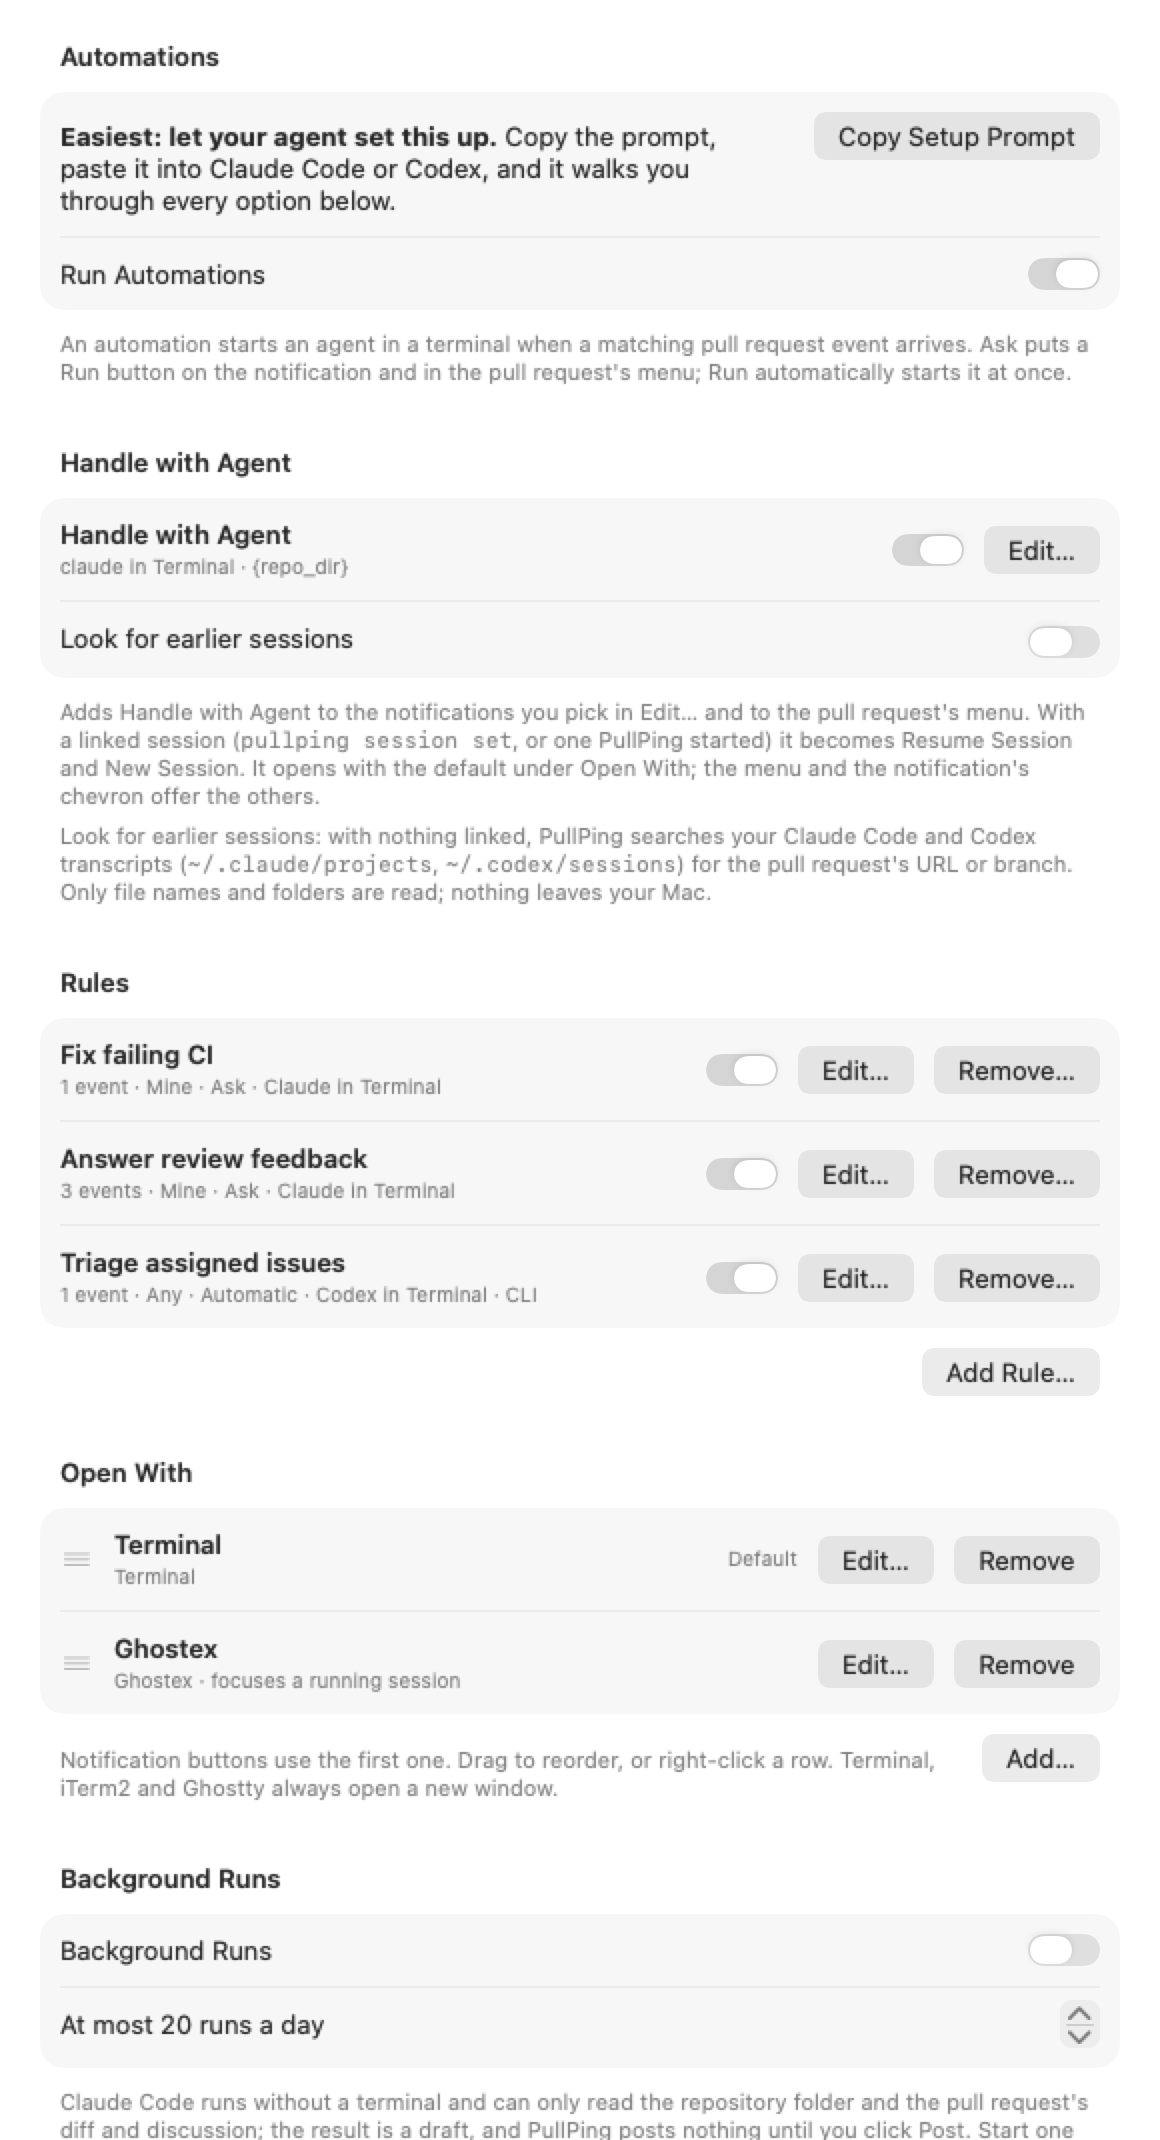 Automations
Easiest: let your agent set this up. Copy the prompt,
paste it into Claude Code or Codex, and it walks you
through every option below.
Copy Setup Prompt
Run Automations
An automation starts an agent in a terminal when a matching pull request event arrives. Ask puts a
Run button on the notification and in the pull request's menu; Run automatically starts it at once.
Handle with Agent
Handle with Agent
claude in Terminal · {repo_dir}
Edit...
Look for earlier sessions
Adds Handle with Agent to the notifications you pick in Edit... and to the pull request's menu. With
a linked session (pullping session set, or one PullPing started) it becomes Resume Session
and New Session. It opens with the default under Open With; the menu and the notification's
chevron offer the others.
Look for earlier sessions: with nothing linked, PullPing searches your Claude Code and Codex
transcripts (~/.claude/projects, ~/.codex/sessions) for the pull request's URL or branch.
Only file names and folders are read; nothing leaves your Mac.
Rules
Fix failing CI
1 event · Mine · Ask · Claude in Terminal
Edit...
Remove...
Answer review feedback
3 events · Mine · Ask · Claude in Terminal
Edit...
Remove...
Triage assigned issues
1 event · Any · Automatic · Codex in Terminal · CLI
Edit...
Remove...
Add Rule...
Open With
Terminal
Terminal
Default
Edit...
Remove
Ghostex
Ghostex · focuses a running session
Edit...
Remove
Notification buttons use the first one. Drag to reorder, or right-click a row. Terminal,
iTerm2 and Ghostty always open a new window.
Add...
Background Runs
Background Runs
At most 20 runs a day
Claude Code runs without a terminal and can only read the repository folder and the pull request's
diff and discussion; the result is a draft, and PullPing posts nothing until you click Post. Start one